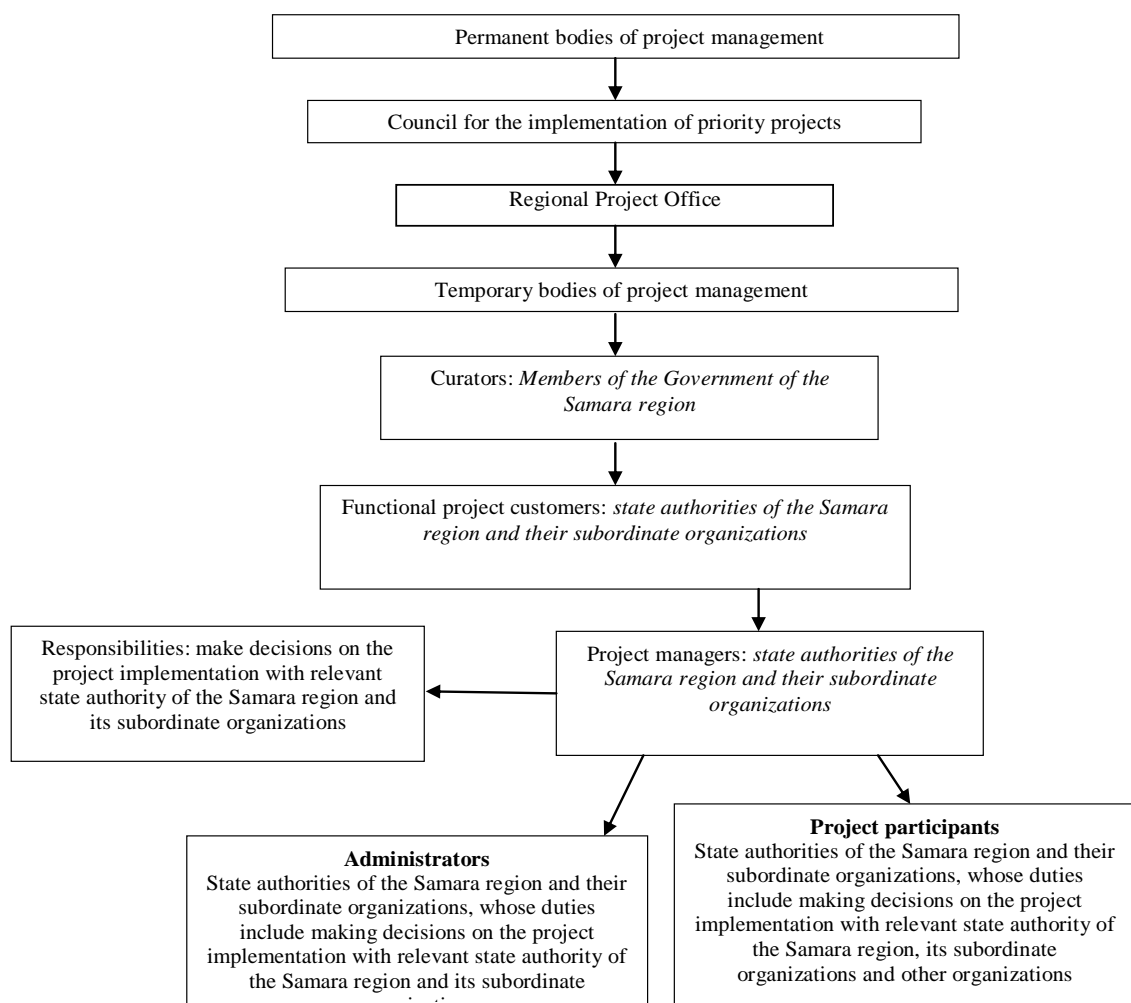 Permanent bodies of project management
Council for the implementation of priority projects
Regional Project Office
Temporary bodies of project management
Curators: Members of the Government of the
Samara region
Functional project customers: state authorities of the Samara
region and their subordinate organizations
Project managers: state authorities of the
Samara region and their subordinate
organizations
Responsibilities: make decisions on the
project implementation with relevant
state authority of the Samara region and
its subordinate organizations
Administrators
State authorities of the Samara region and their
subordinate organizations, whose duties
include making decisions on the project
implementation with relevant state authority of
the Samara region and its subordinate
Project participants
State authorities of the Samara region and their
subordinate organizations, whose duties
include making decisions on the project
implementation with relevant state authority of
the Samara region, its subordinate
organizations and other organizations